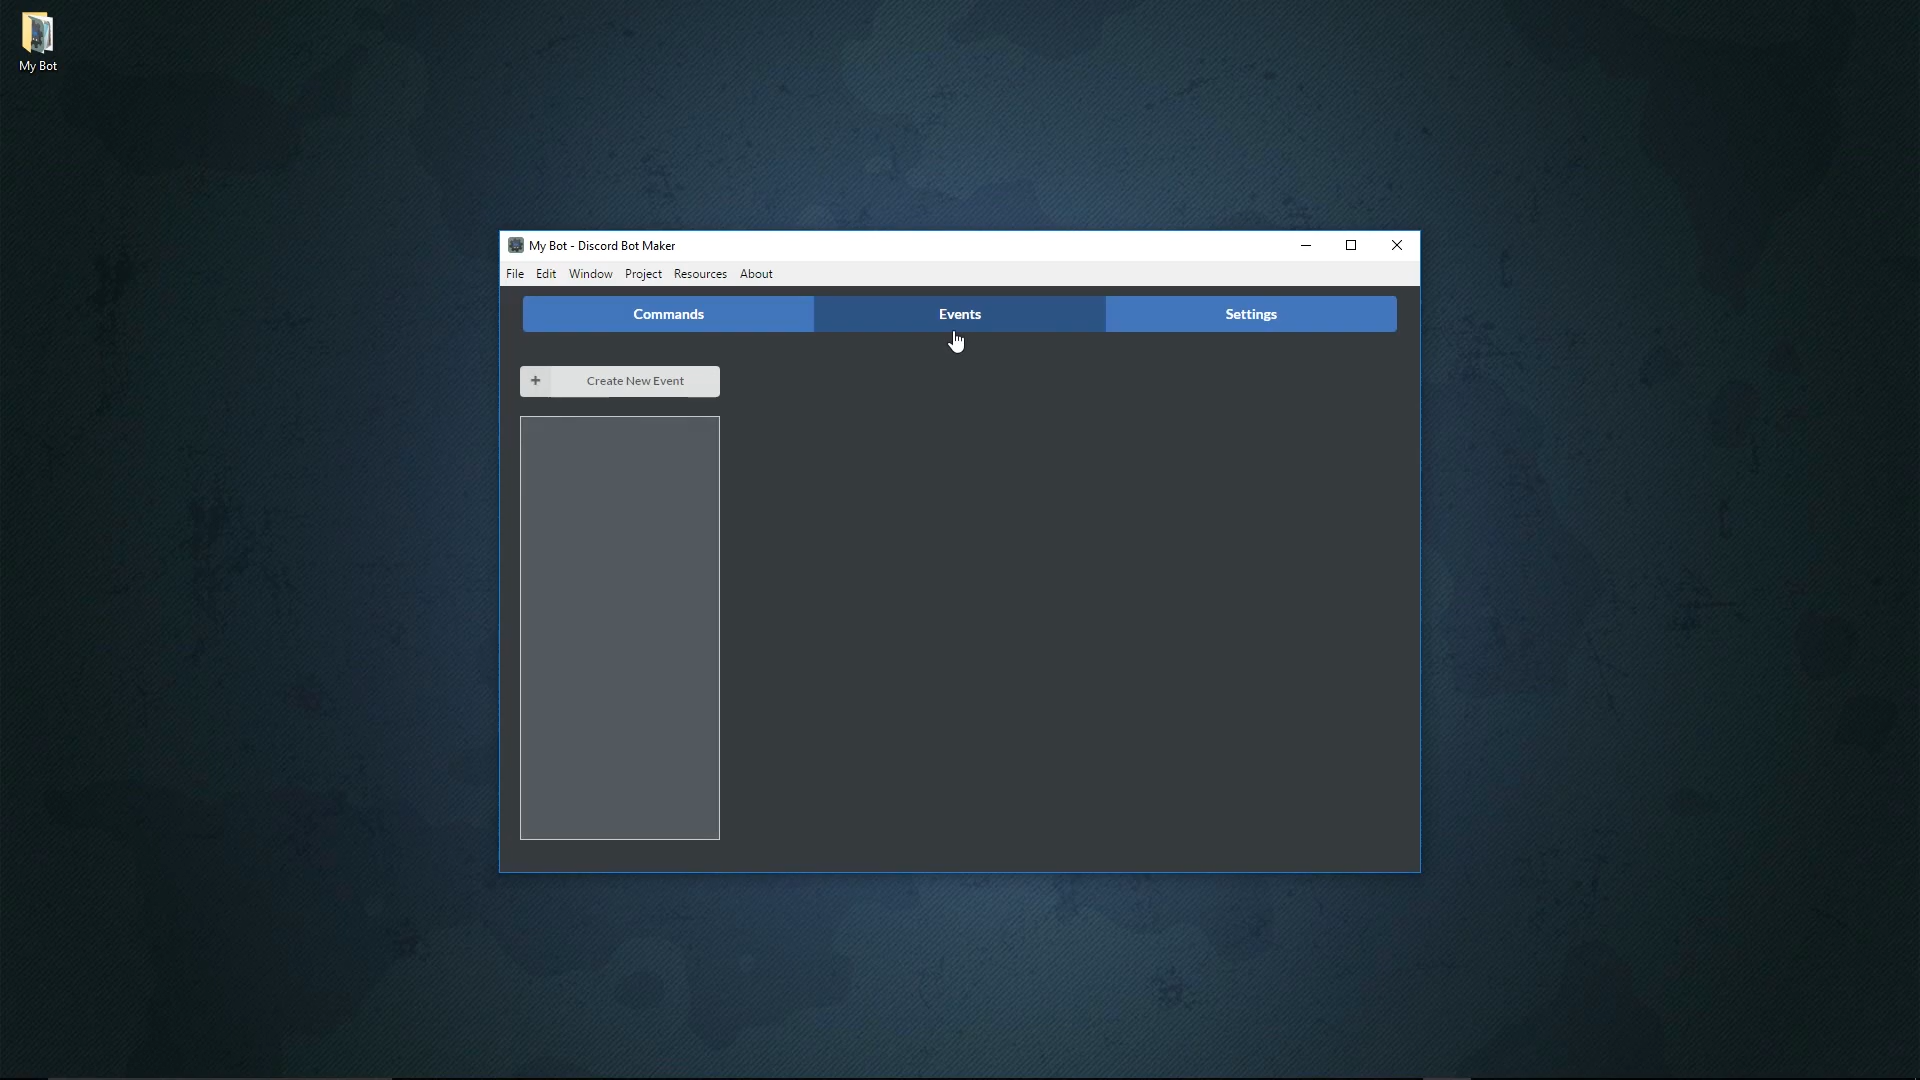 My Bot
My Bot - Discord Bot Maker
File Edit Window Project Resources About
Commands Events Settings
+ Create New Event